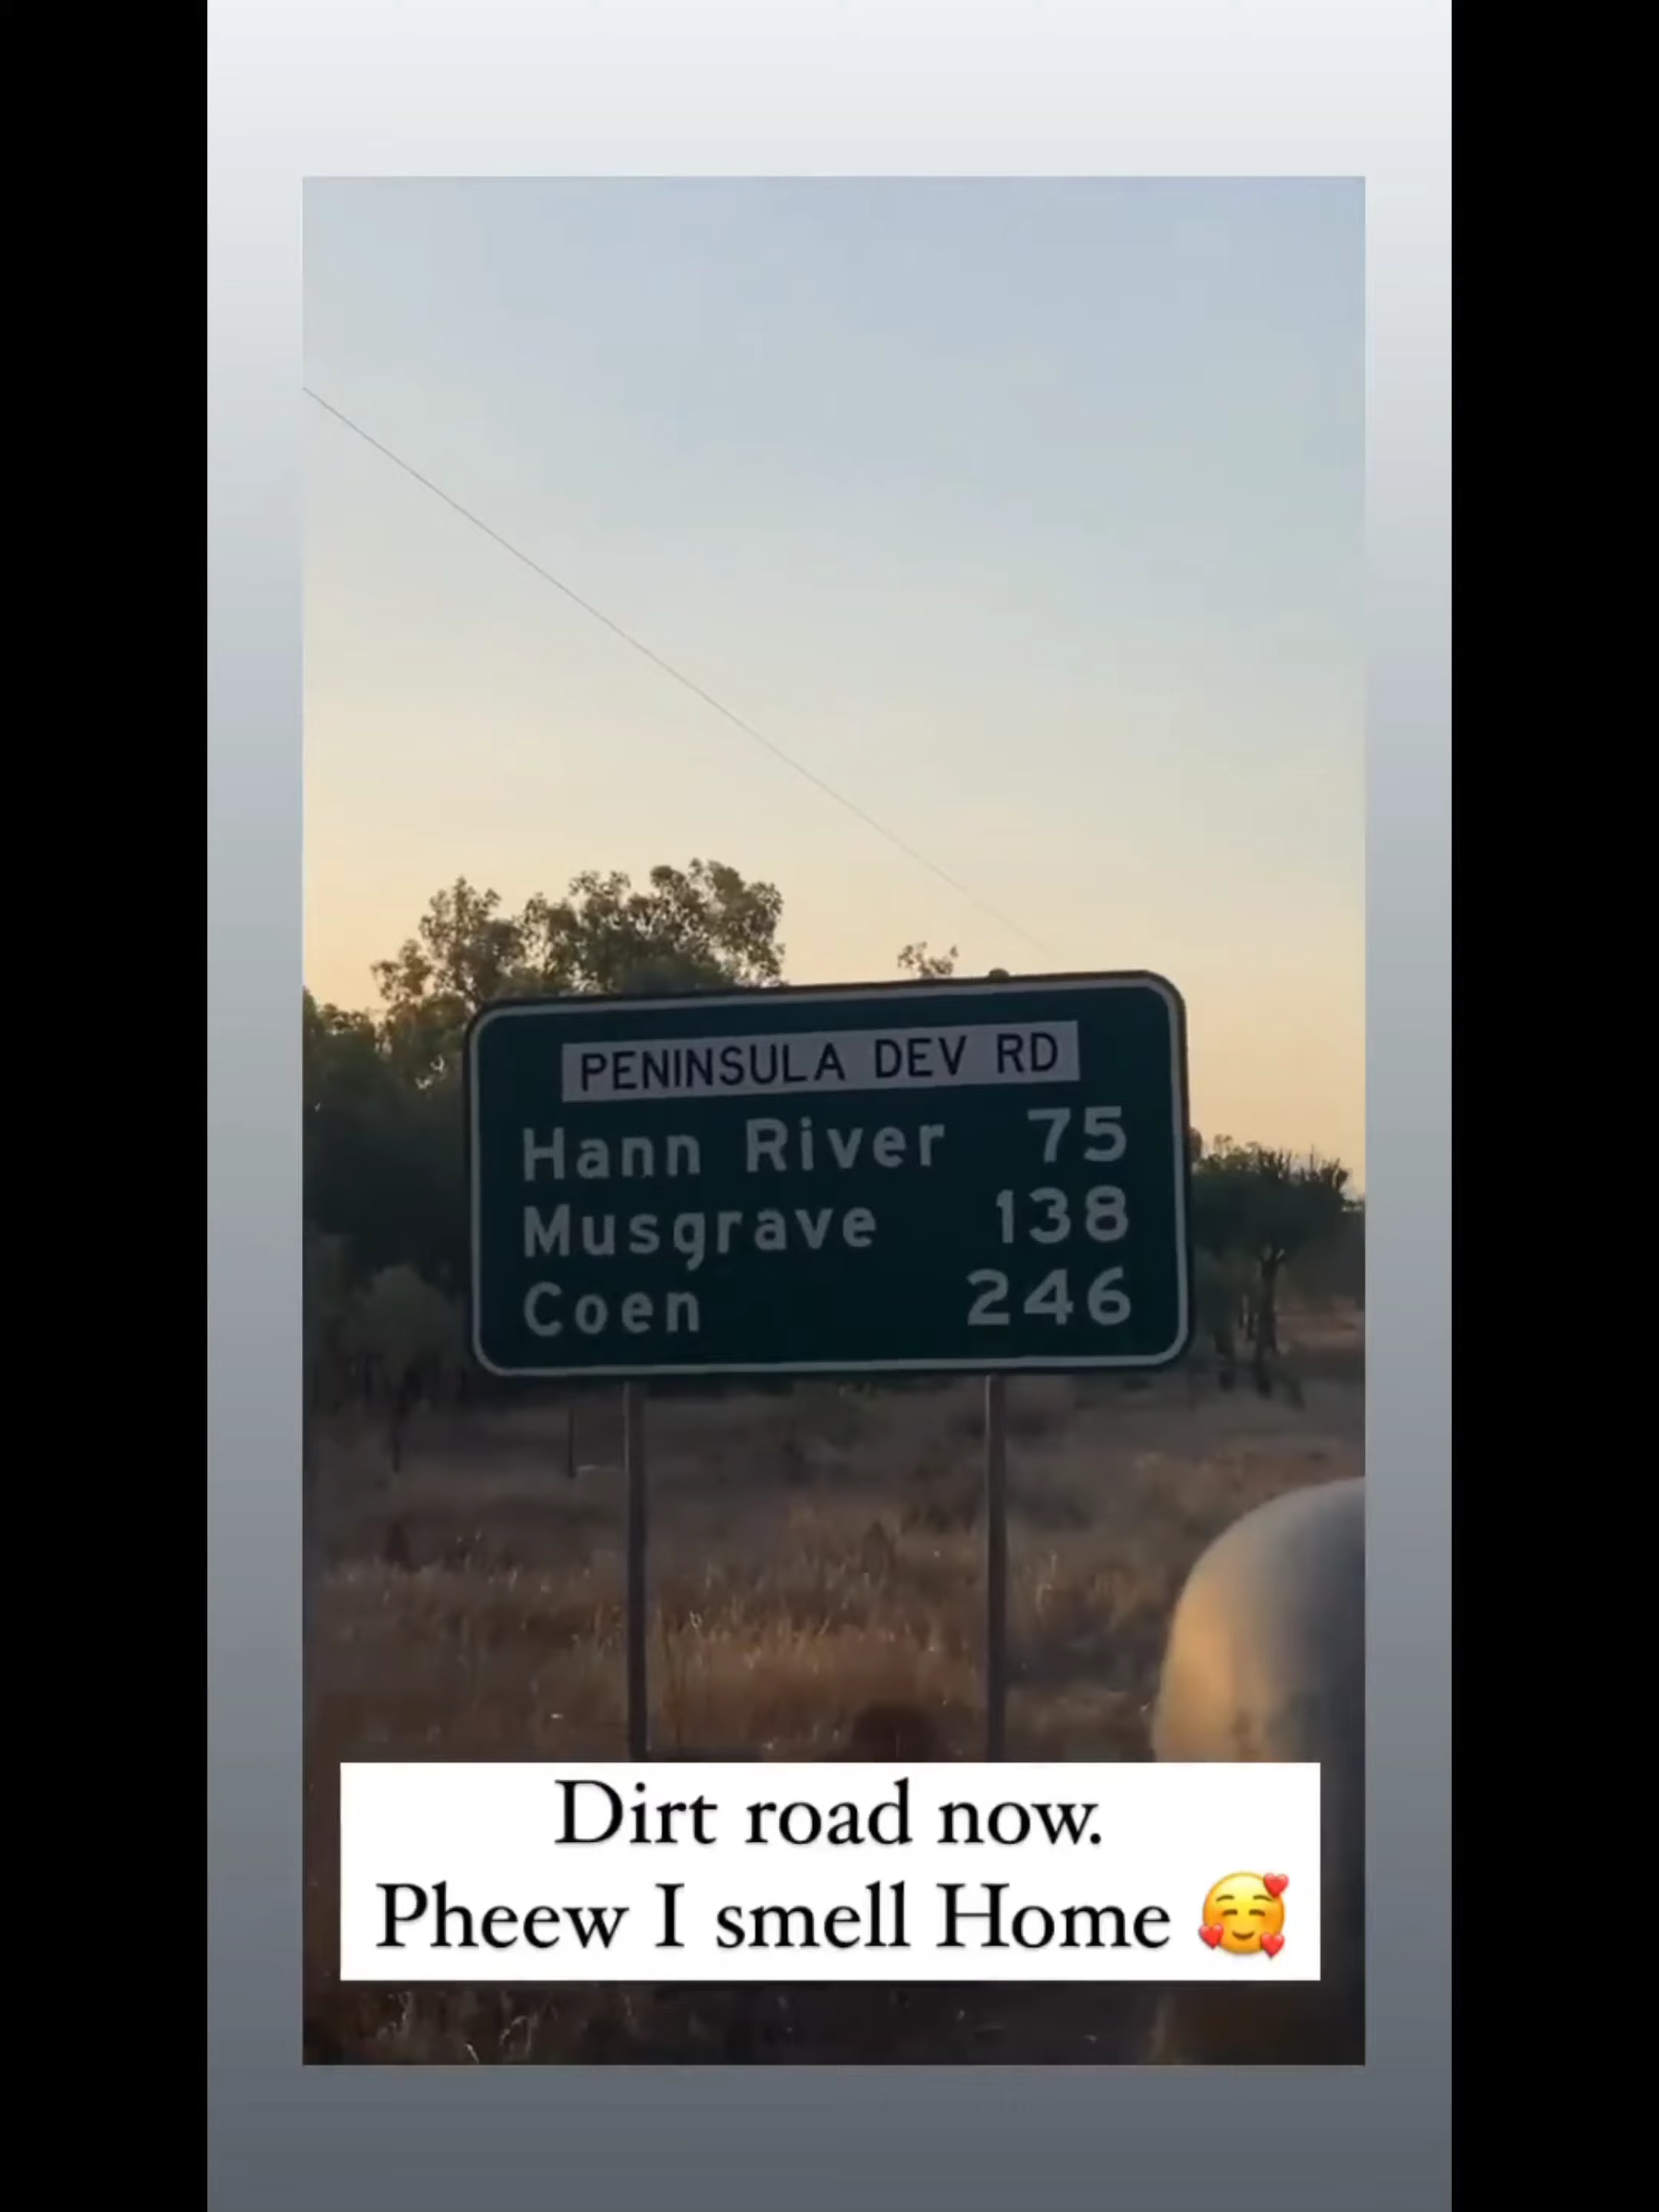 PENINSULA DEV RD
Hann River 75
Musgrave 138
Coen 246
Dirt road now.
Pheew I smell Home 🥰